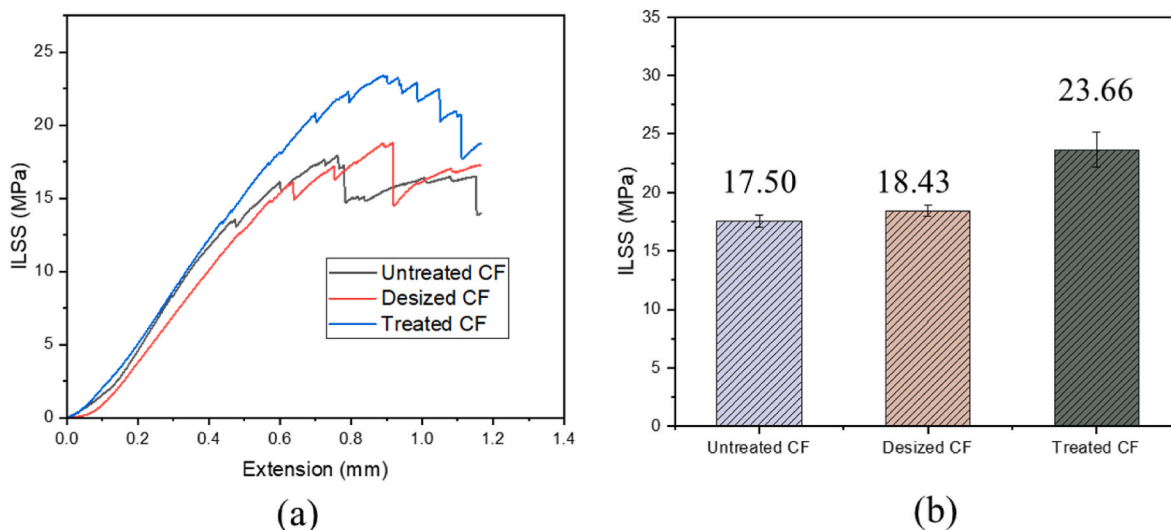 25
20
15
10
5
0
ILSS (MPa)
Untreated CF
Desized CF
Treated CF
0.0 0.2 0.4 0.6 0.8 1.0 1.2 1.4
Extension (mm)
(a)
35
30
25
20
15
10
5
0
ILSS (MPa)
17.50
18.43
23.66
Untreated CF Desized CF Treated CF
(b)